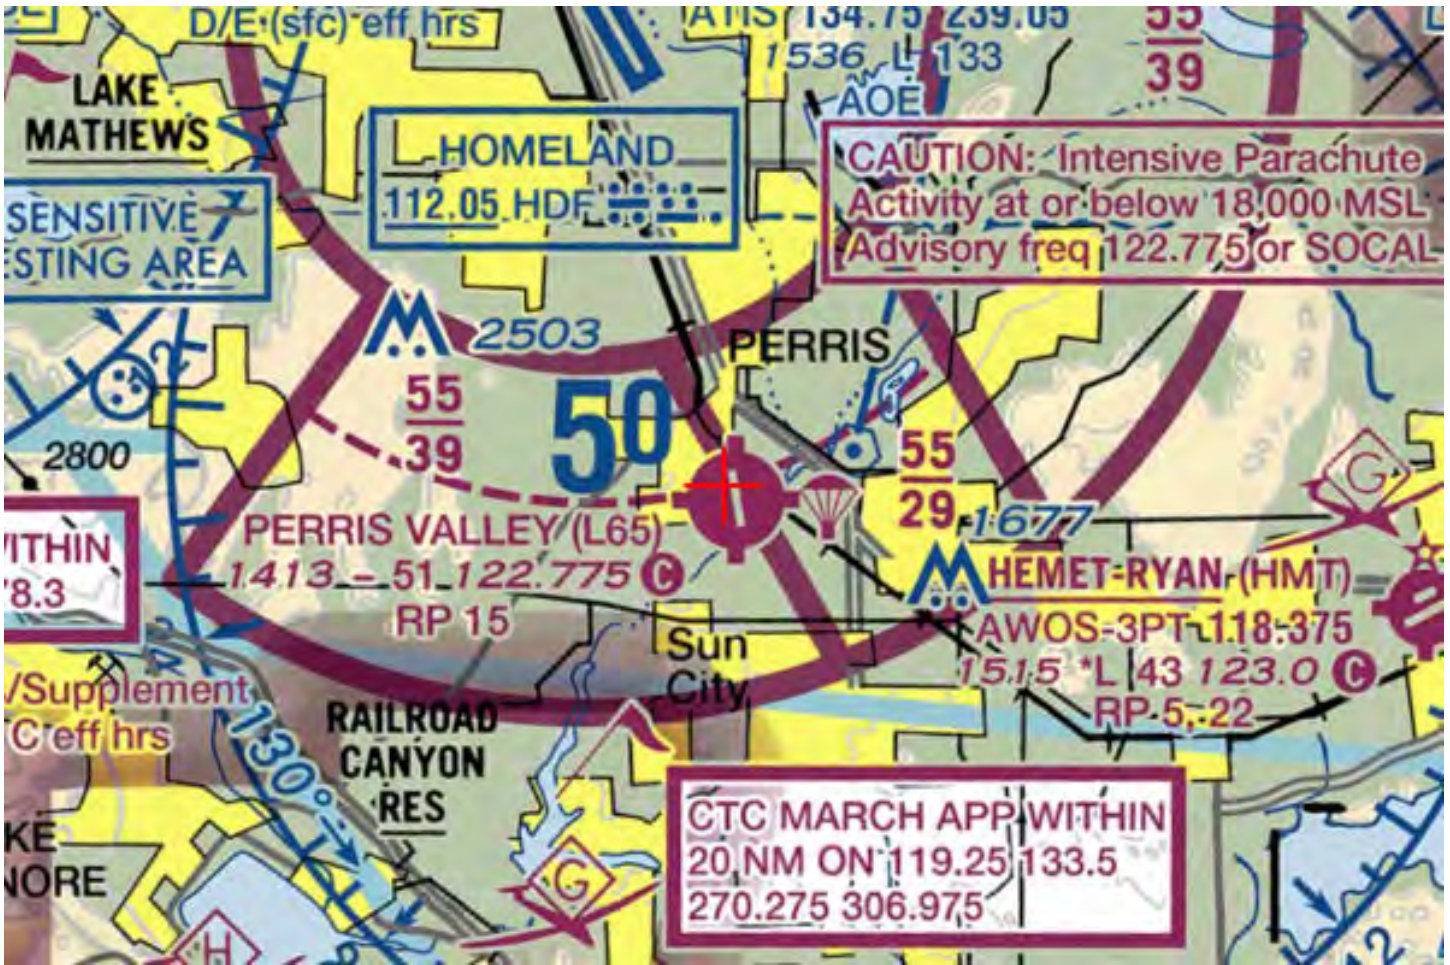 D/E (sfc) eff hrs
ATIS 134.75 239.05
1536 L 133
55
39
AOE
LAKE
MATHEWS
HOMELAND
112.05 HDF
CAUTION: Intensive Parachute
Activity at or below 18,000 MSL
Advisory freq 122.775 or SOCAL
SENSITIVE
ESTING AREA
2503
PERRIS
55
39
50
55
29
5
2800
12
G
1677
PERRIS VALLEY (L65)
1413 – 51 122.775 C
RP 15
HEMET-RYAN (HMT)
AWOS-3PT 118.375
1515 *L 43 123.0 C
RP 5, 22
ITHIN
8.3
Sun
City
/Supplement
C eff hrs
RAILROAD
CANYON
RES
130°
CTC MARCH APP WITHIN
20 NM ON 119.25 133.5
270.275 306.975
KE
NORE
G
H
12